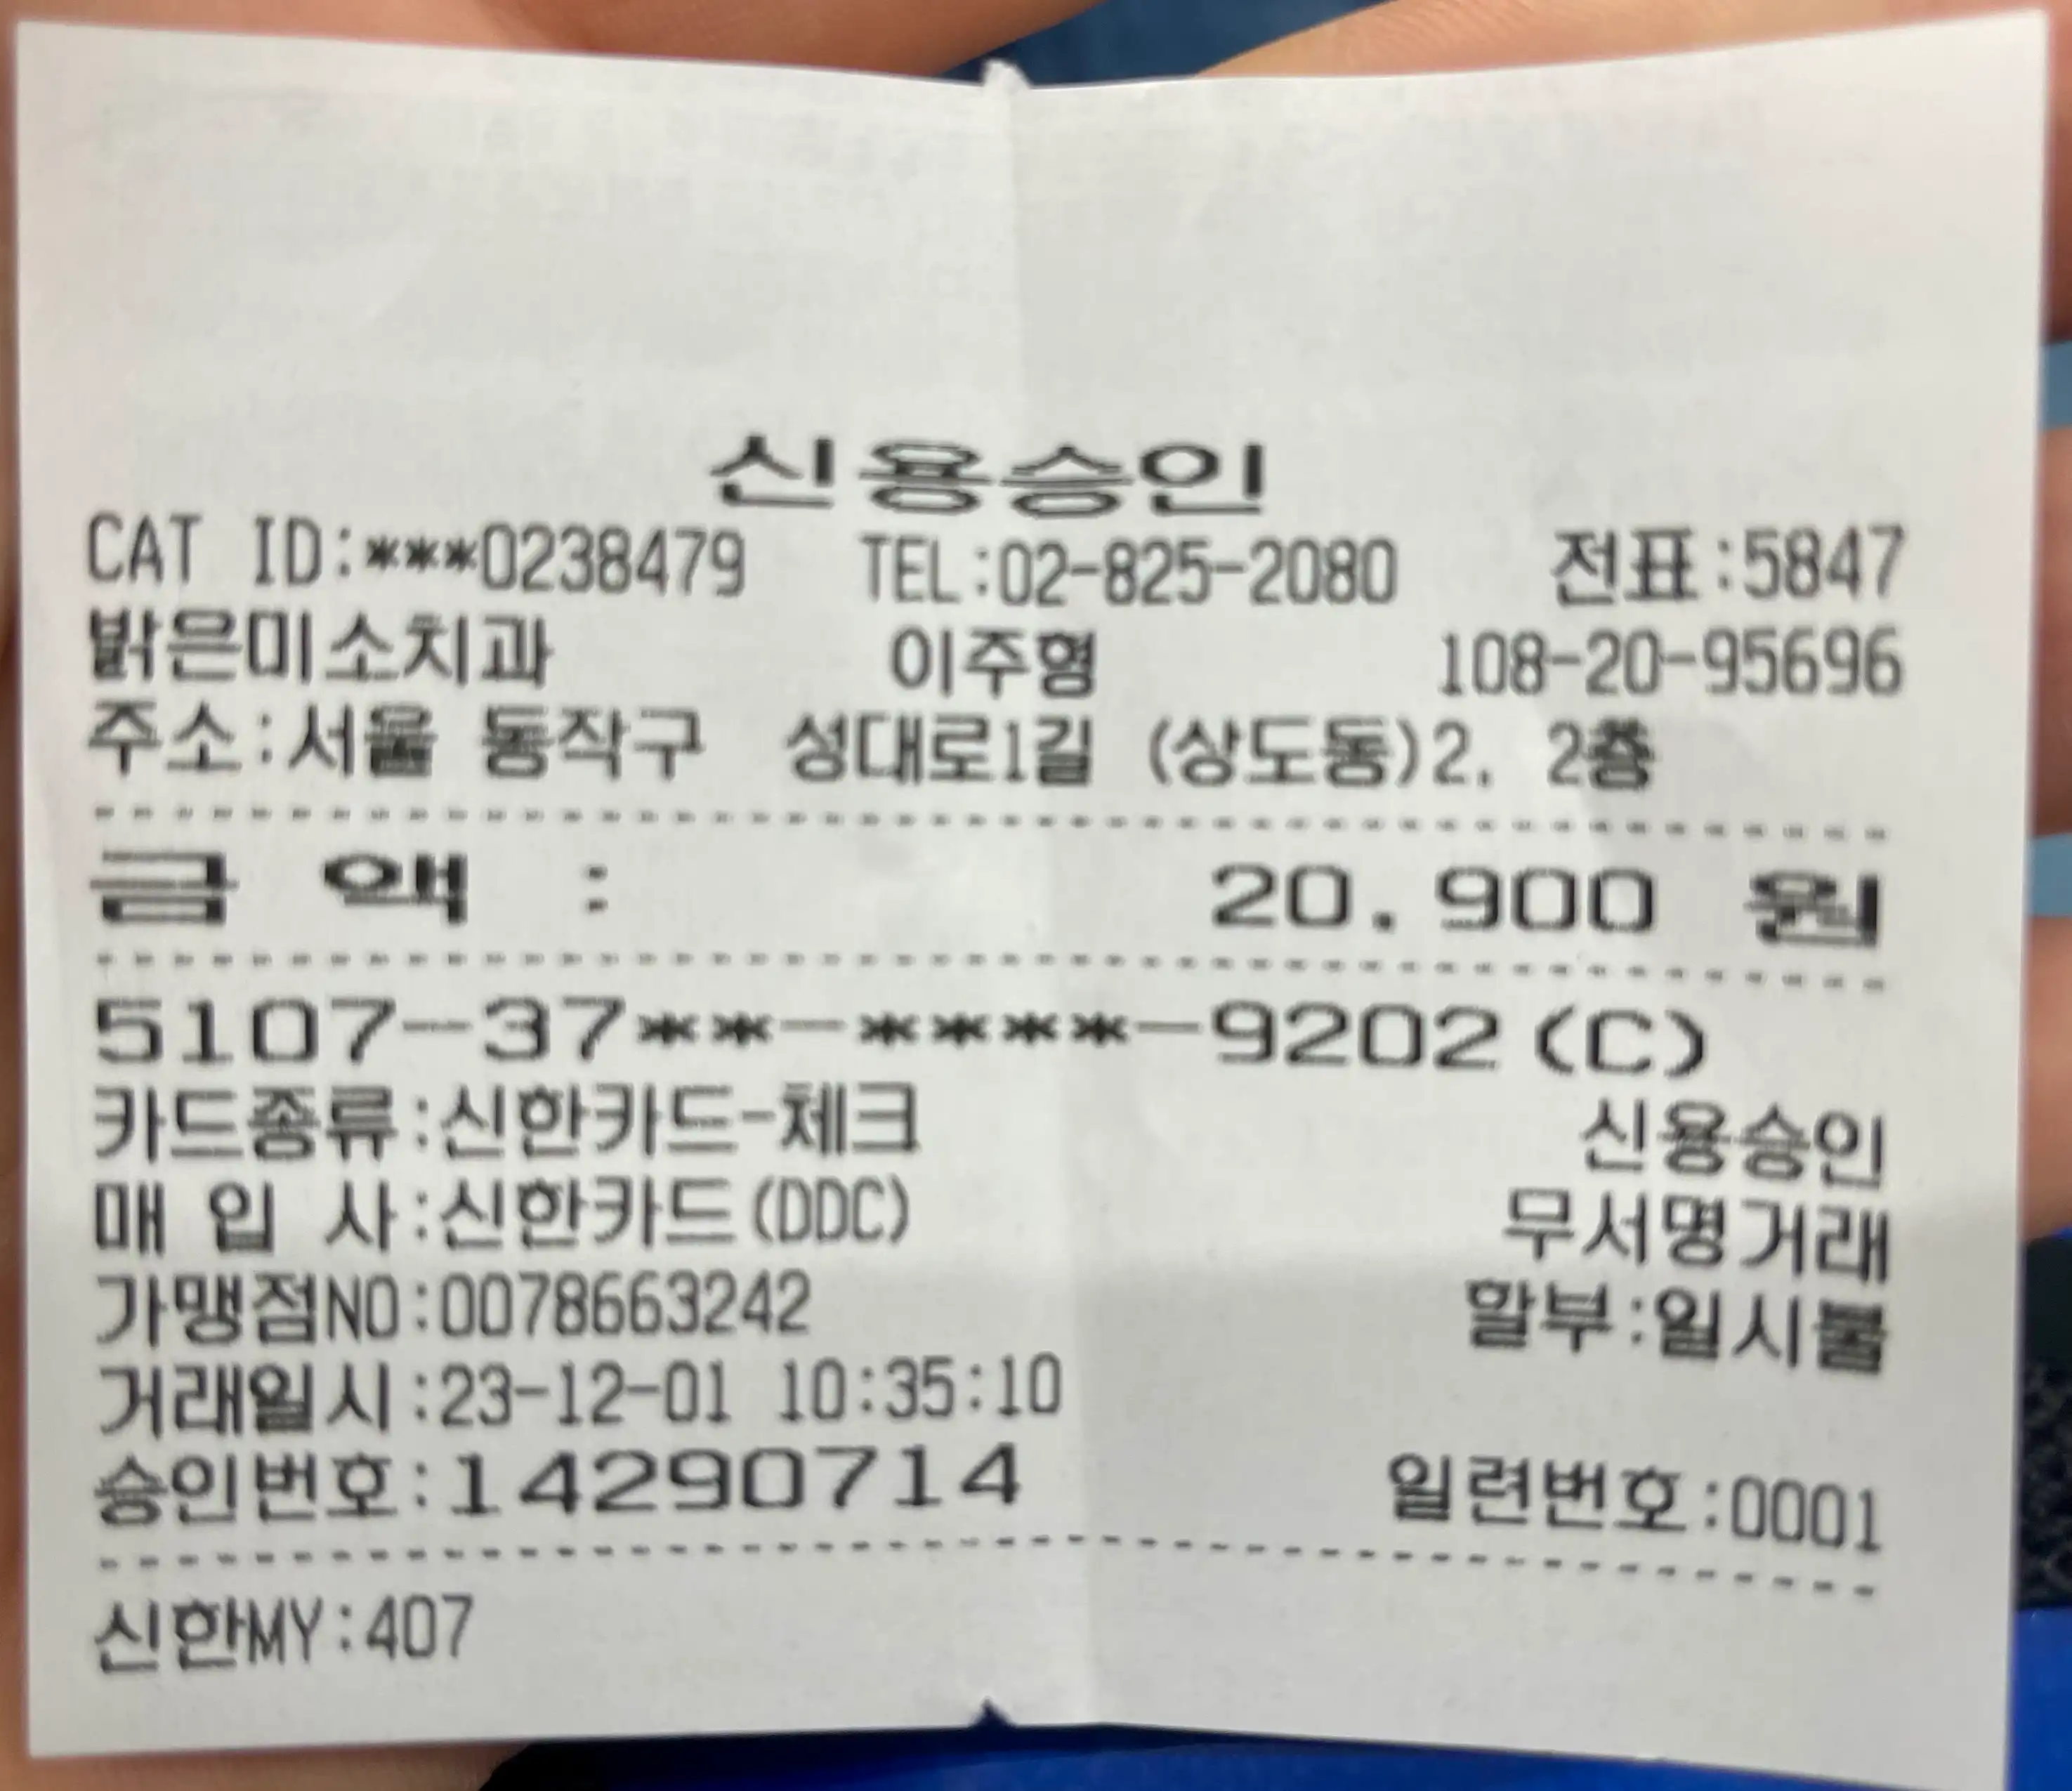 신용승인
CAT ID:***0238479 TEL:02-825-2080 전표:5847
밝은미소치과 이주형 108-20-95696
주소:서울 동작구 성대로1길 (상도동)2, 2층
금 액 : 20,900 원
5107-37**-****-9202(C)
카드종류:신한카드-체크 신용승인
매 입 사:신한카드(DDC) 무서명거래
가맹점NO:0078663242 할부:일시불
거래일시:23-12-01 10:35:10
승인번호:14290714 일련번호:0001
신한MY:407